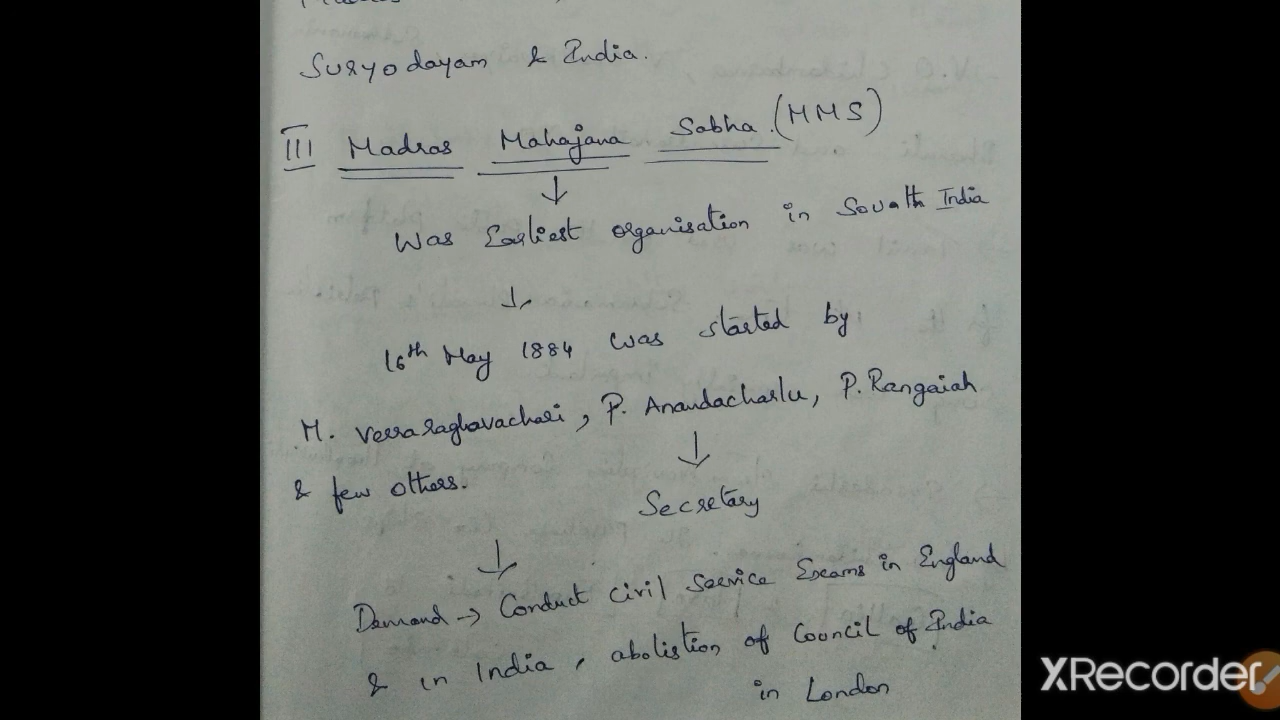 Suryodayam & India.
III Madras Mahajana Sabha. (MMS)
Was Earliest organisation in Souath India
16th May 1884 was started by
M. Veeraraghavachari, P. Anandacharlu, P. Rangaiah
& few others.
Secretary
Demand → Conduct civil service Exams in England
& in India, abolistion of Council of India
in London
XRecorder